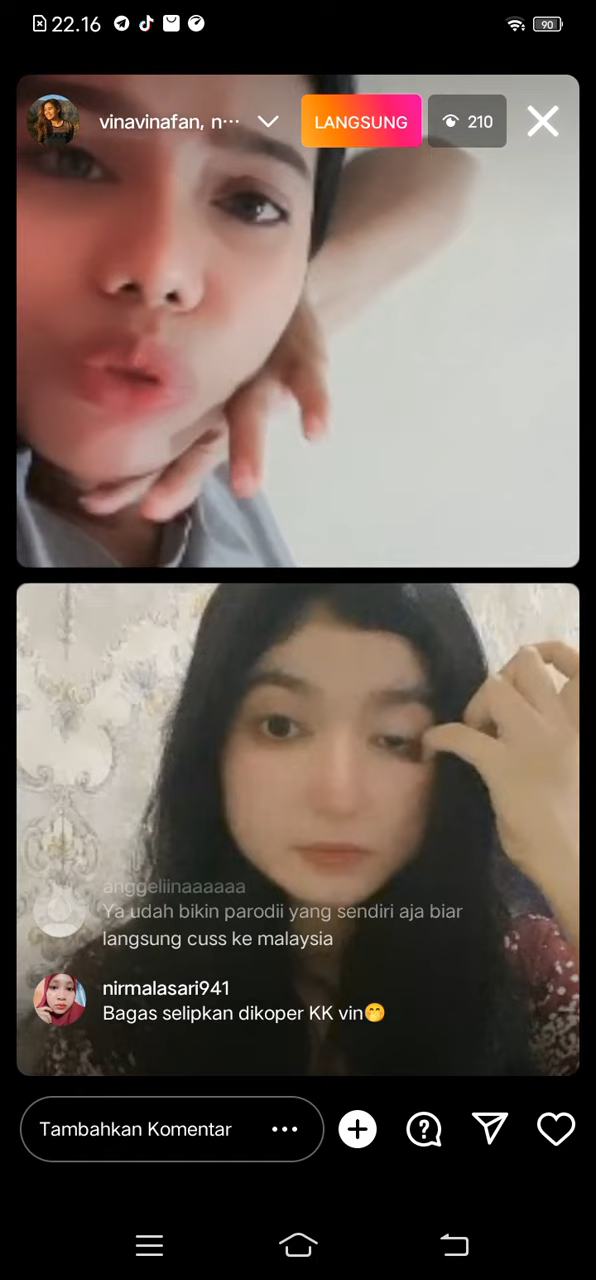 22.16
90
vinavinafan, n...
LANGSUNG
210
anggeliinaaaaaa
Ya udah bikin parodii yang sendiri aja biar
langsung cuss ke malaysia
nirmalasari941
Bagas selipkan dikoper KK vin🤭
Tambahkan Komentar